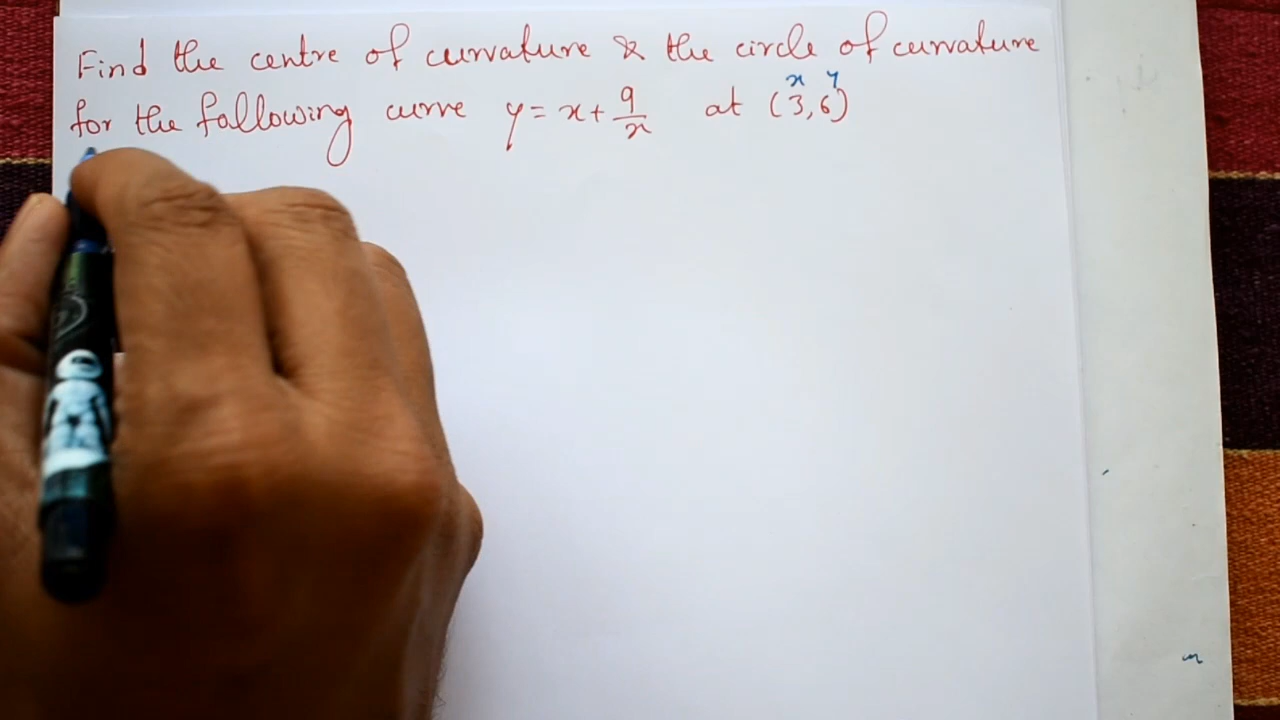 Find the centre of curvature & the circle of curvature
x y
for the following curve y = x + 9/x at (3,6)